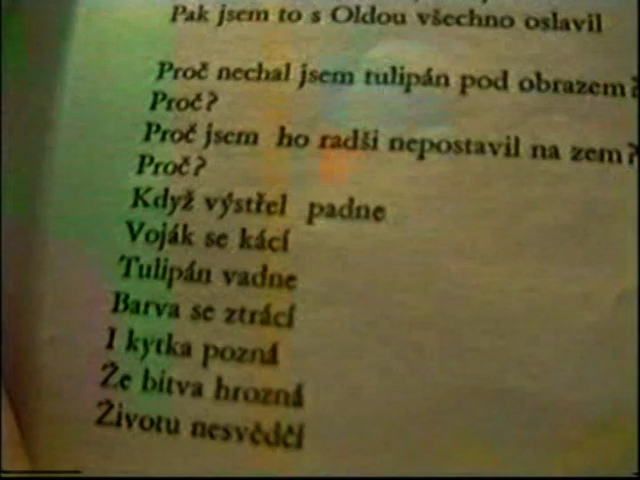 Pak jsem to s Oldou všechno oslavil
Proč nechal jsem tulipán pod obrazem?
Proč?
Proč jsem ho radši nepostavil na zem?
Proč?
Když výstřel padne
Voják se kácí
Tulipán vadne
Barva se ztrácí
I kytka pozná
Že bitva hrozná
Životu nesvědčí